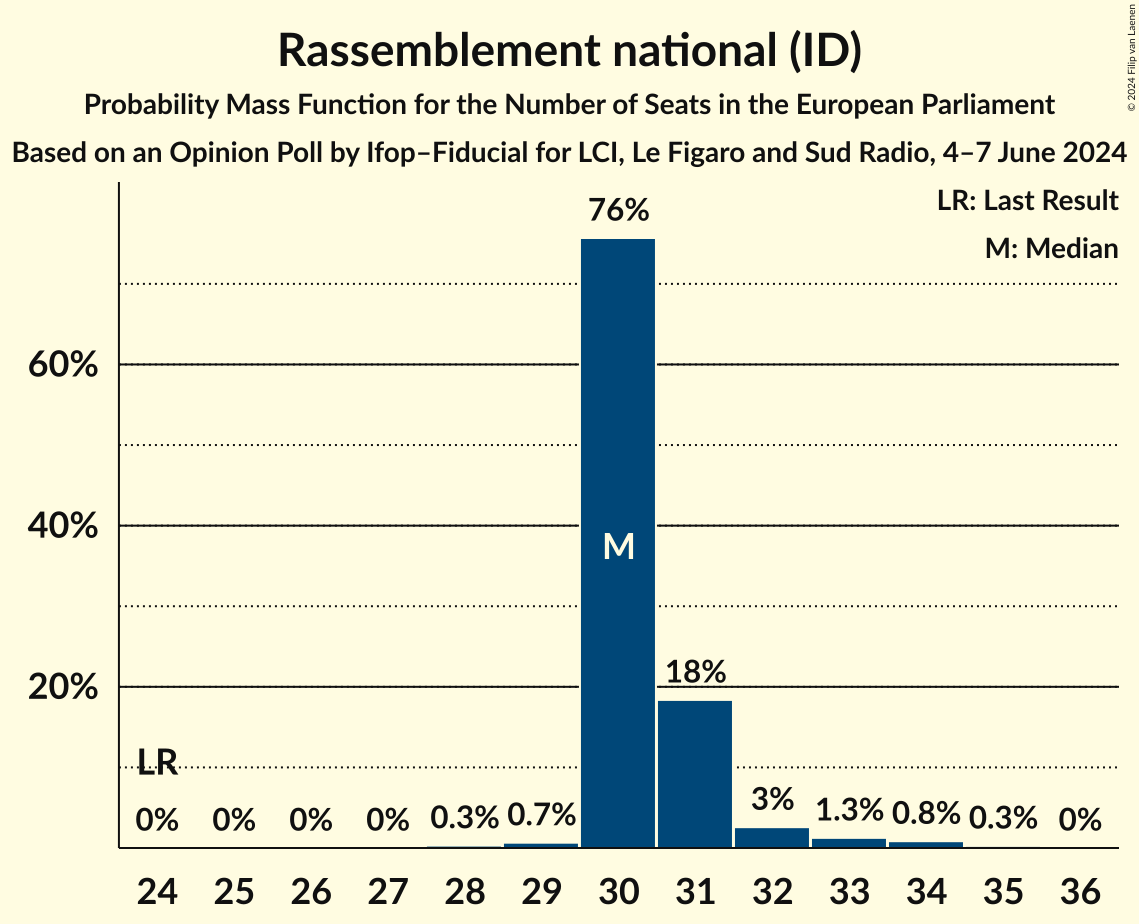 Rassemblement national (ID)
Probability Mass Function for the Number of Seats in the European Parliament
Based on an Opinion Poll by Ifop–Fiducial for LCI, Le Figaro and Sud Radio, 4–7 June 2024
© 2024 Filip van Laenen
LR: Last Result
M: Median
76%
60%
40%
M
18%
20%
LR
0% 0% 0% 0% 0.3% 0.7% 3% 1.3% 0.8% 0.3% 0%
24 25 26 27 28 29 30 31 32 33 34 35 36